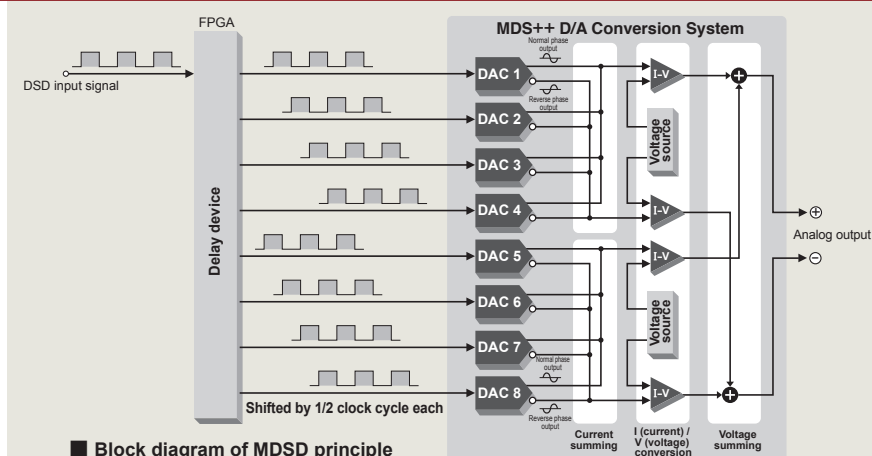 FPGA
MDS++ D/A Conversion System
DSD input signal
Delay device
Normal phase
output
Reverse phase
output
DAC 1
DAC 2
DAC 3
DAC 4
DAC 5
DAC 6
DAC 7
DAC 8
Normal phase
output
Reverse phase
output
I–V
Voltage
source
I–V
I–V
Voltage
source
I–V
Analog output
Shifted by 1/2 clock cycle each
Current
summing
I (current) /
V (voltage)
conversion
Voltage
summing
■ Block diagram of MDSD principle